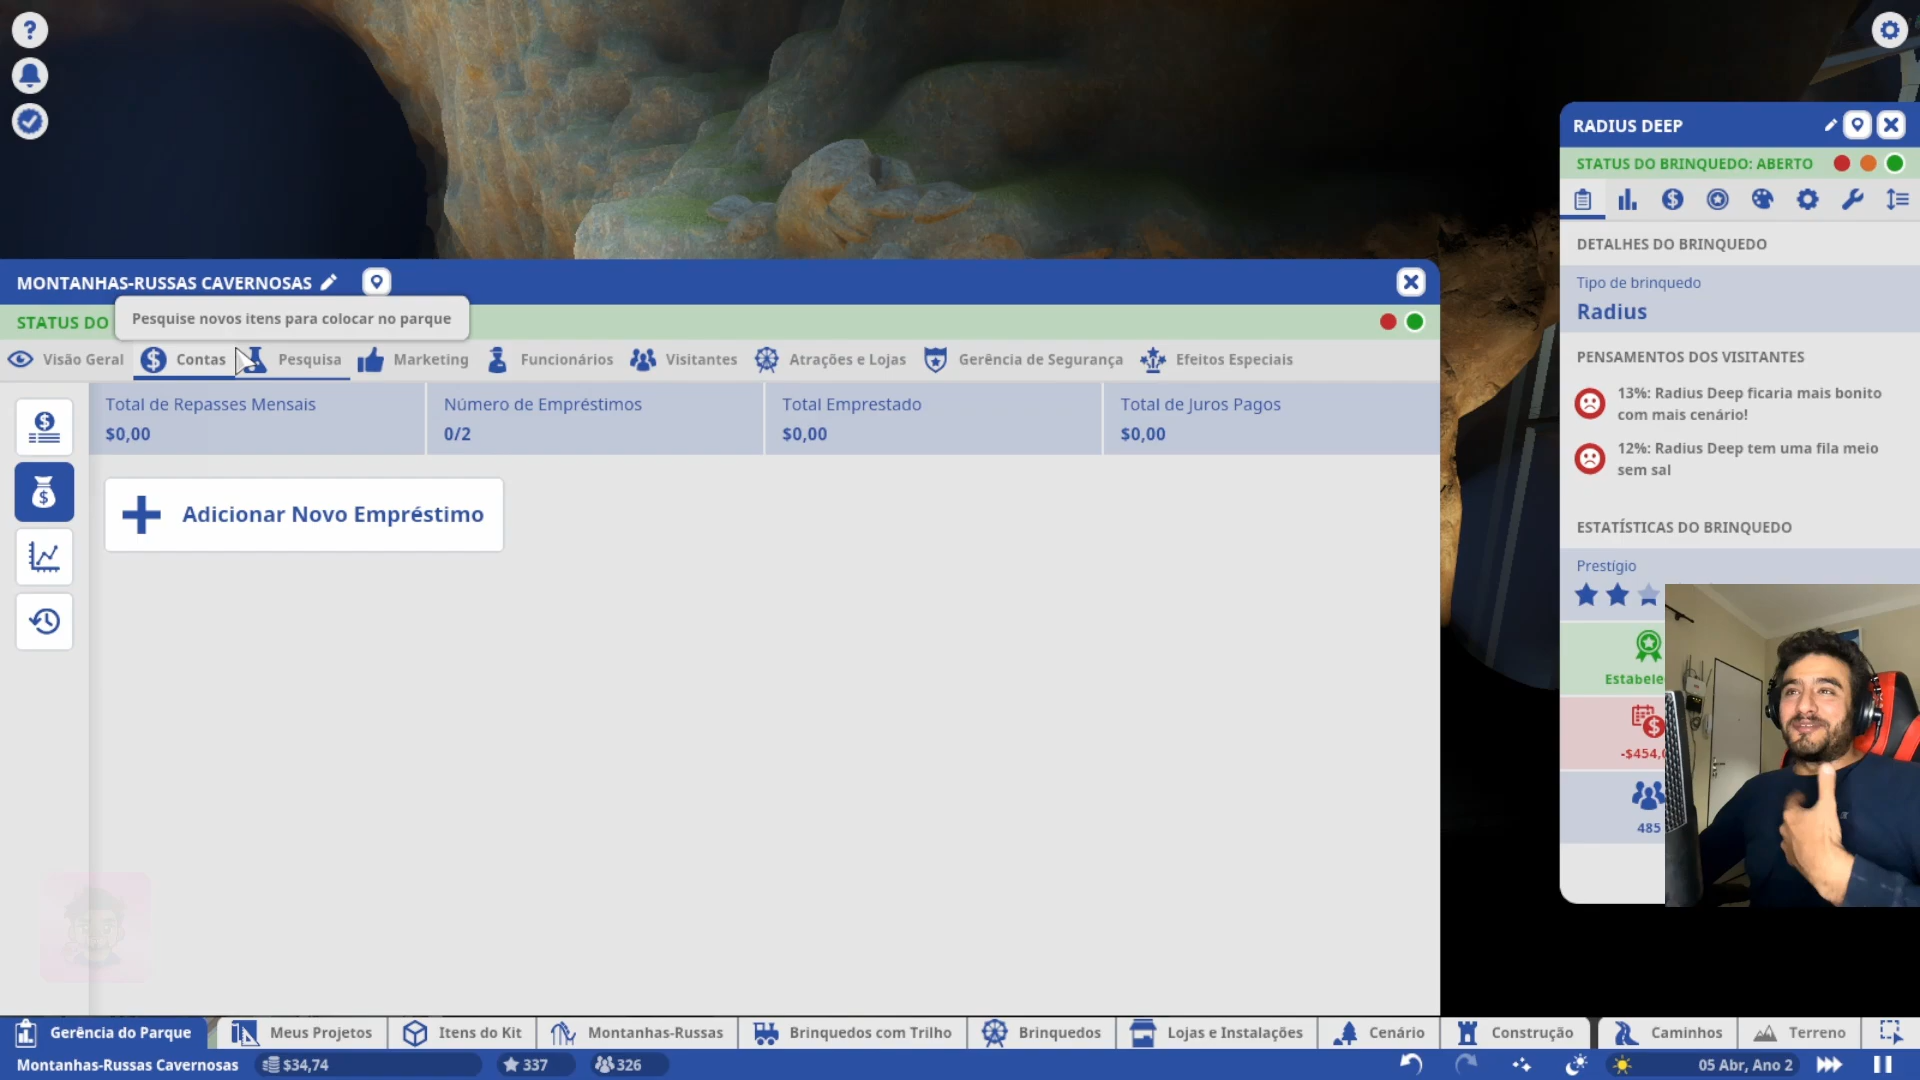 RADIUS DEEP
STATUS DO BRINQUEDO: ABERTO
DETALHES DO BRINQUEDO
Tipo de brinquedo
Radius
PENSAMENTOS DOS VISITANTES
13%: Radius Deep ficaria mais bonito
com mais cenário!
12%: Radius Deep tem uma fila meio
sem sal
ESTATÍSTICAS DO BRINQUEDO
Prestígio
485
MONTANHAS-RUSSAS CAVERNOSAS
STATUS DO
Pesquise novos itens para colocar no parque
Visão Geral Contas Pesquisa Marketing Funcionários Visitantes Atrações e Lojas Gerência de Segurança Efeitos Especiais
Total de Repasses Mensais
$0,00
Número de Empréstimos
0/2
Total Emprestado
$0,00
Total de Juros Pagos
$0,00
Adicionar Novo Empréstimo
Gerência do Parque Meus Projetos Itens do Kit Montanhas-Russas Brinquedos com Trilho Brinquedos Lojas e Instalações Cenário Construção Caminhos Terreno
Montanhas-Russas Cavernosas $34,74 337 326 05 Abr, Ano 2